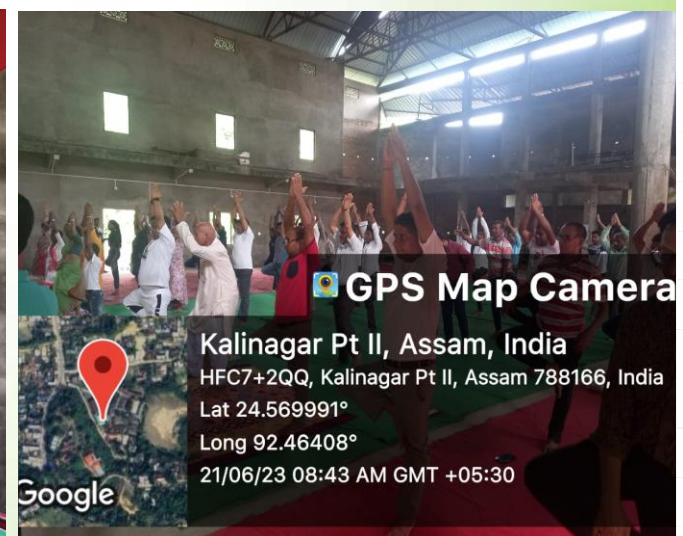 GPS Map Camera
Kalinagar Pt II, Assam, India
HFC7+2QQ, Kalinagar Pt II, Assam 788166, India
Lat 24.569991°
Long 92.46408°
21/06/23 08:43 AM GMT +05:30
Google